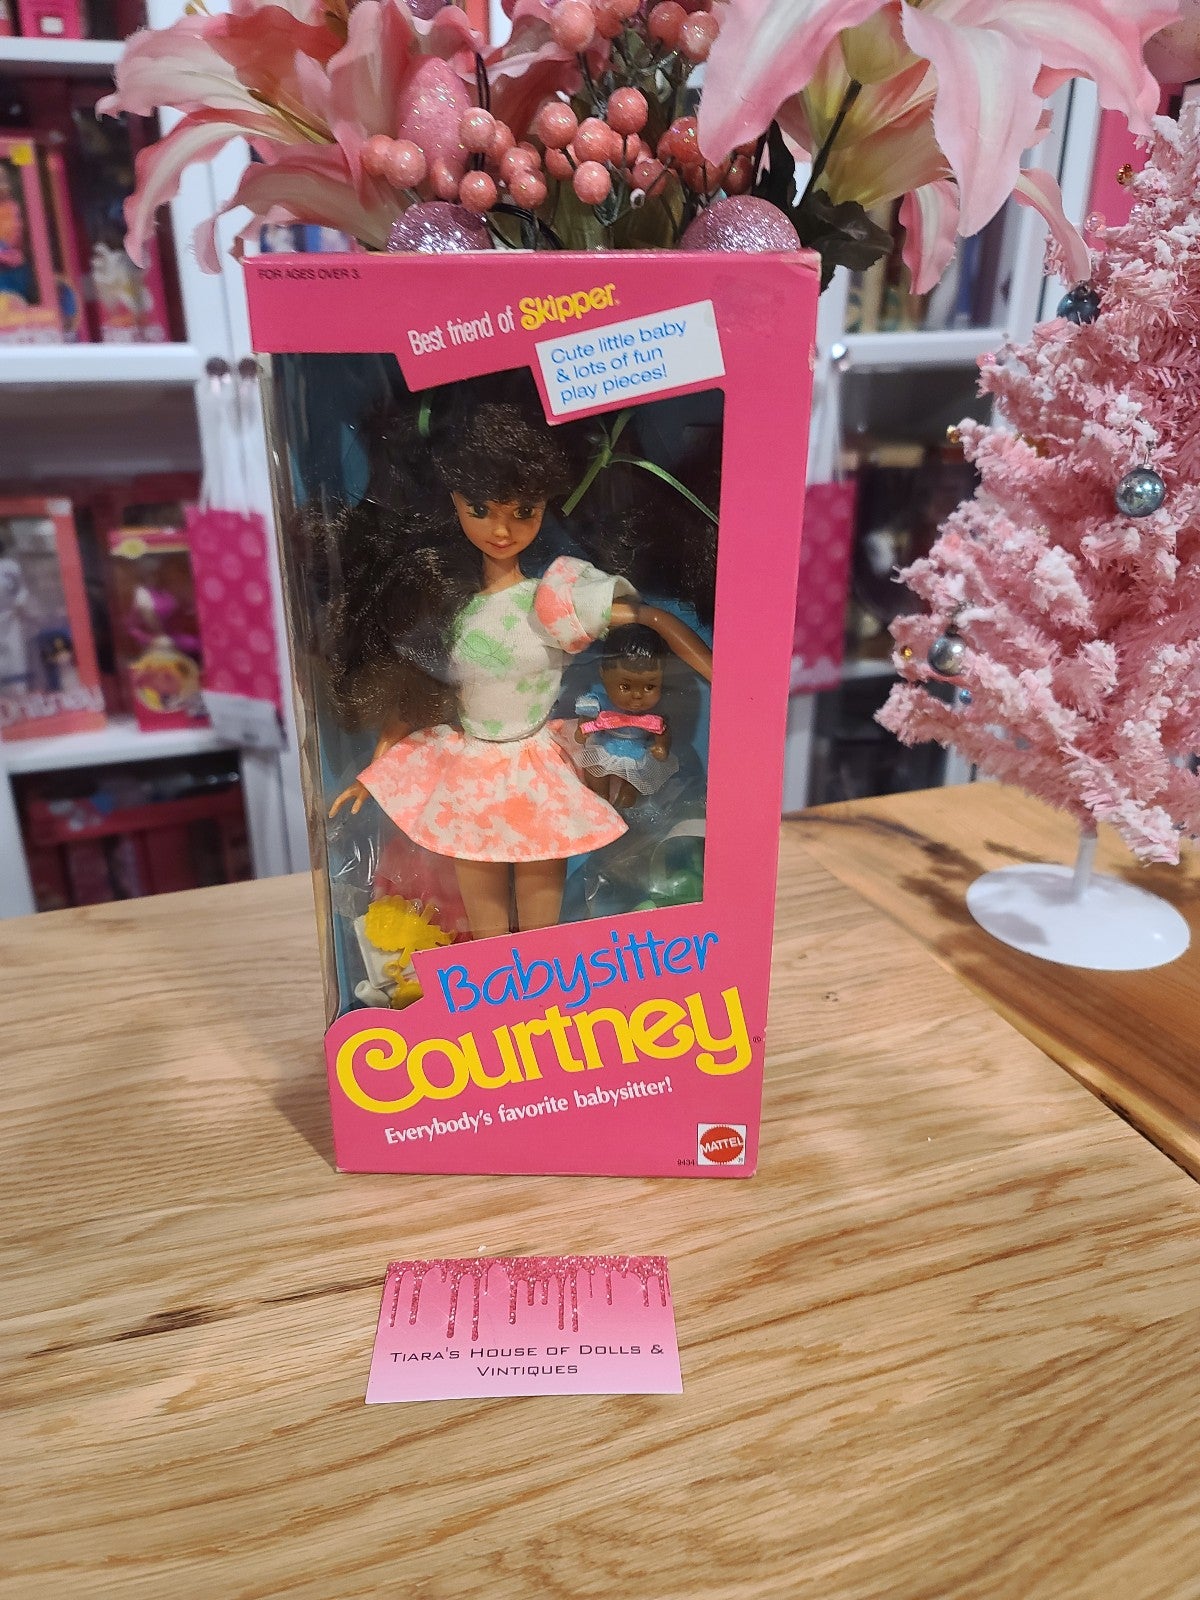 FOR AGES OVER 3.
Best friend of Skipper®
Cute little baby
& lots of fun
play pieces!
Babysitter
Courtney®
Everybody's favorite babysitter!
9434
MATTEL
TIARA'S HOUSE OF DOLLS &
VINTIQUES